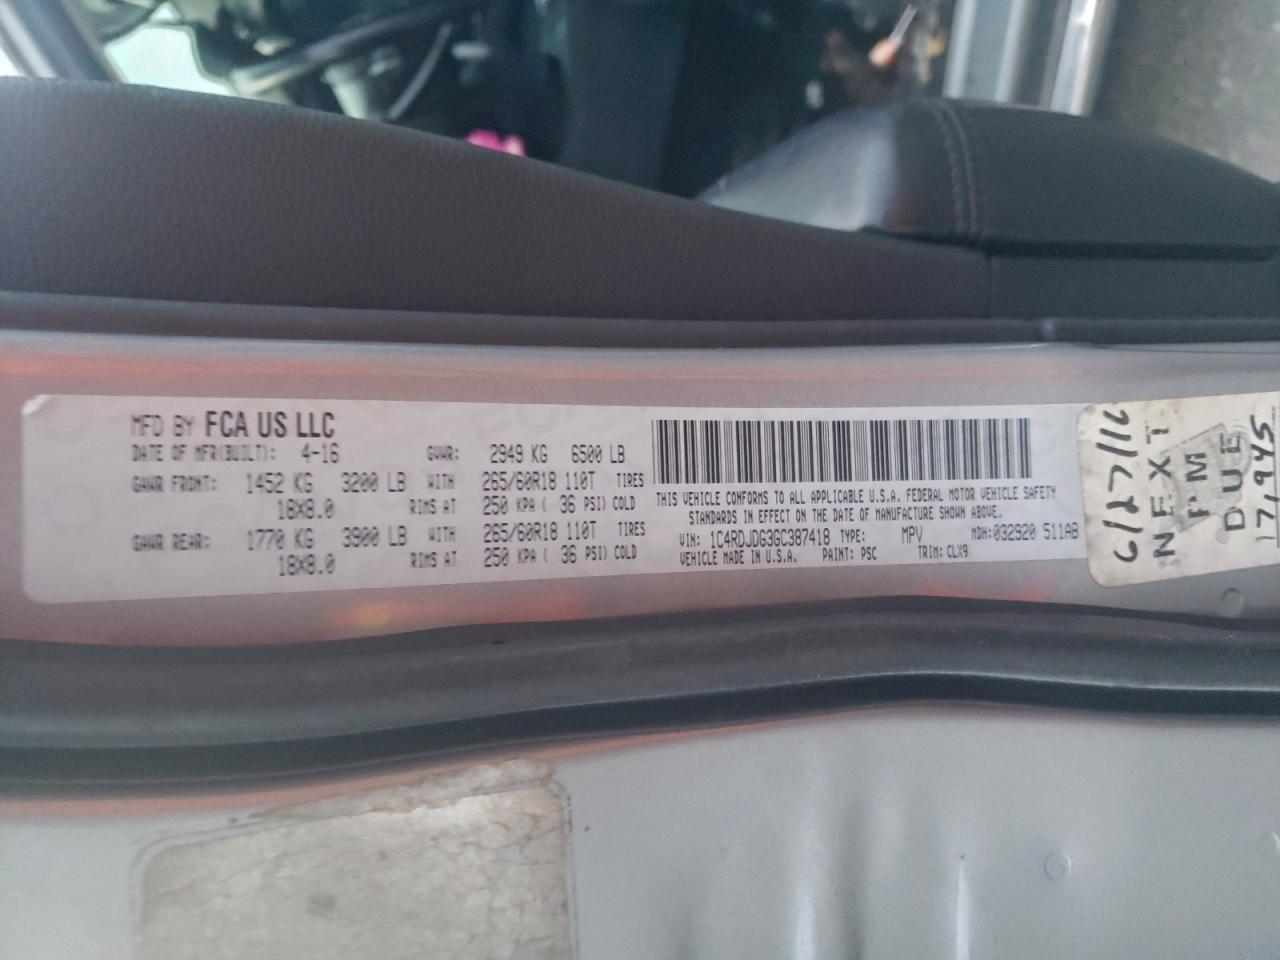 MFD BY FCA US LLC
DATE OF MFR(BUILT): 4-16 GVWR: 2949 KG 6500 LB
GAWR FRONT: 1452 KG 3200 LB WITH 265/60R18 110T TIRES
18X8.0 RIMS AT 250 KPA ( 36 PSI) COLD
GAWR REAR: 1770 KG 3900 LB WITH 265/60R18 110T TIRES
18X8.0 RIMS AT 250 KPA ( 36 PSI) COLD
THIS VEHICLE CONFORMS TO ALL APPLICABLE U.S.A. FEDERAL MOTOR VEHICLE SAFETY
STANDARDS IN EFFECT ON THE DATE OF MANUFACTURE SHOWN ABOVE.
VIN: 1C4RDJDG3GC387418 TYPE: MPV MDH:032920 511AB
VEHICLE MADE IN U.S.A. PAINT: PSC TRIM: CLX9
6/27/16
NEXT
PM
DUE
171945